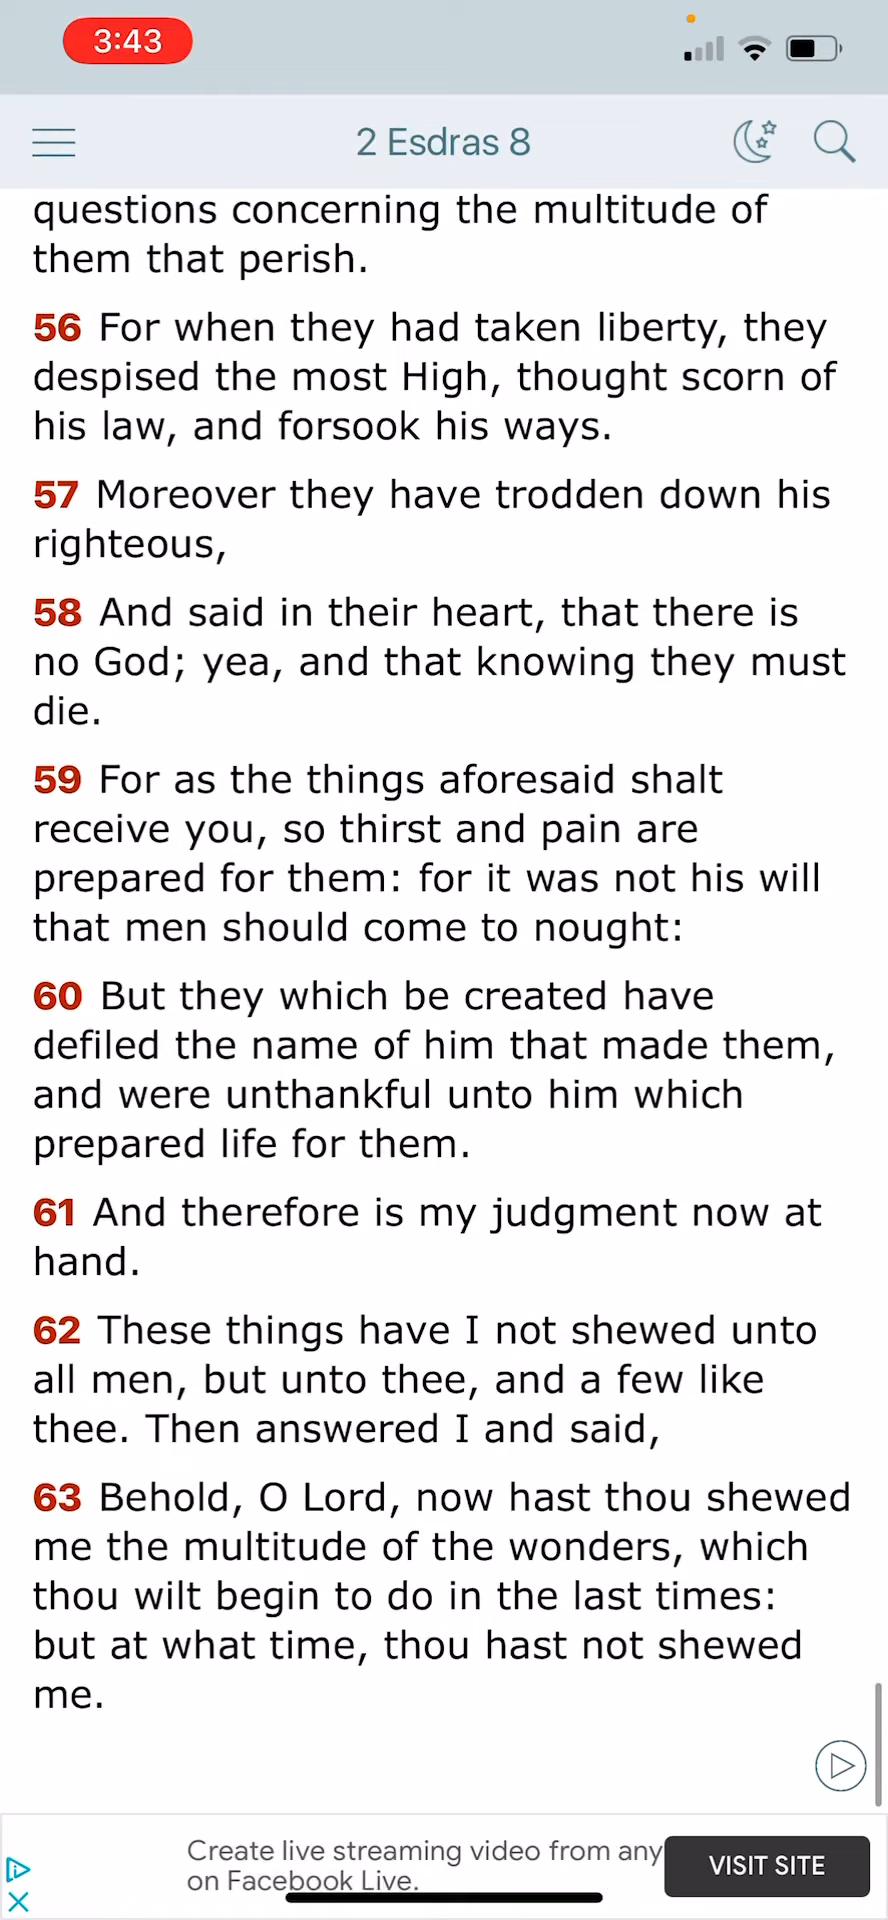 3:43
2 Esdras 8
questions concerning the multitude of
them that perish.
56 For when they had taken liberty, they
despised the most High, thought scorn of
his law, and forsook his ways.
57 Moreover they have trodden down his
righteous,
58 And said in their heart, that there is
no God; yea, and that knowing they must
die.
59 For as the things aforesaid shalt
receive you, so thirst and pain are
prepared for them: for it was not his will
that men should come to nought:
60 But they which be created have
defiled the name of him that made them,
and were unthankful unto him which
prepared life for them.
61 And therefore is my judgment now at
hand.
62 These things have I not shewed unto
all men, but unto thee, and a few like
thee. Then answered I and said,
63 Behold, O Lord, now hast thou shewed
me the multitude of the wonders, which
thou wilt begin to do in the last times:
but at what time, thou hast not shewed
me.
Create live streaming video from any
on Facebook Live.
VISIT SITE